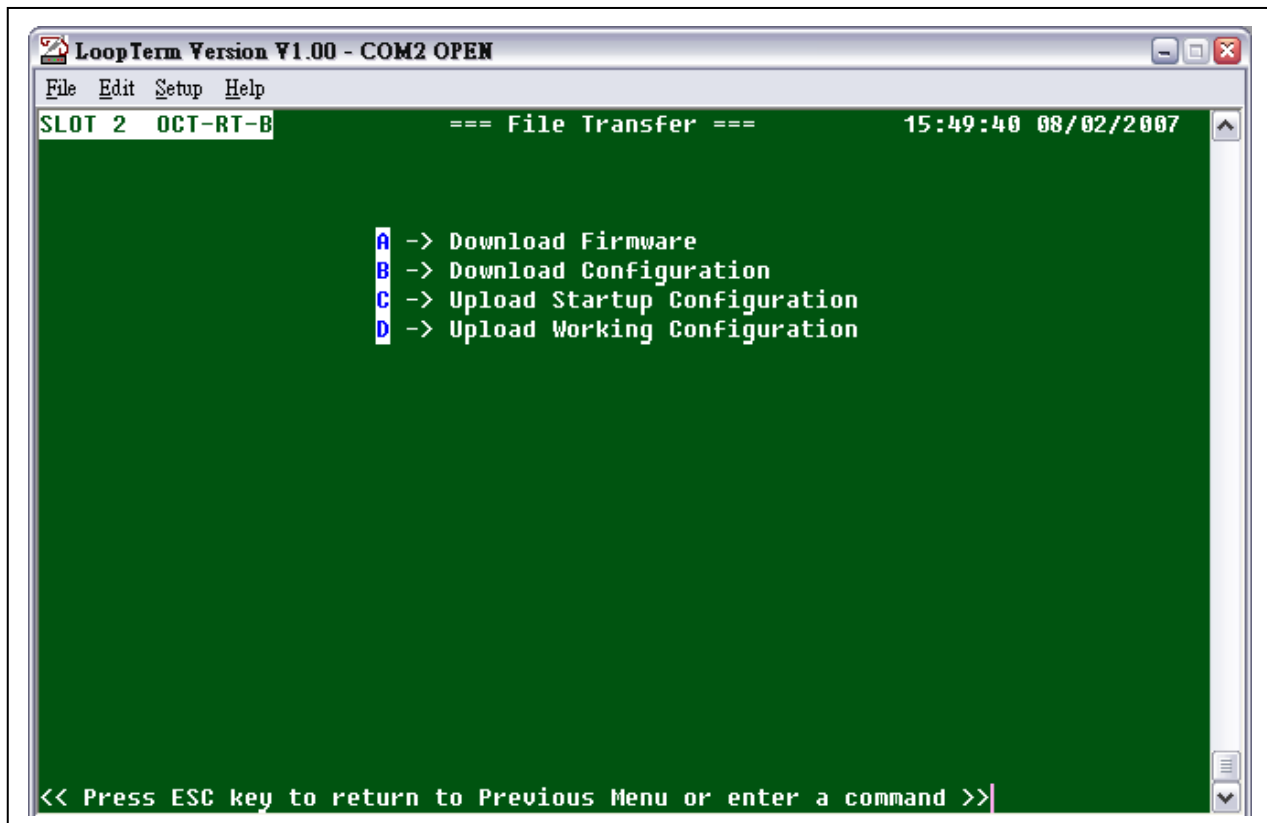 LoopTerm Version V1.00 - COM2 OPEN
File Edit Setup Help
SLOT 2 OCT-RT-B === File Transfer === 15:49:40 08/02/2007
A -> Download Firmware
B -> Download Configuration
C -> Upload Startup Configuration
D -> Upload Working Configuration
<< Press ESC key to return to Previous Menu or enter a command >>